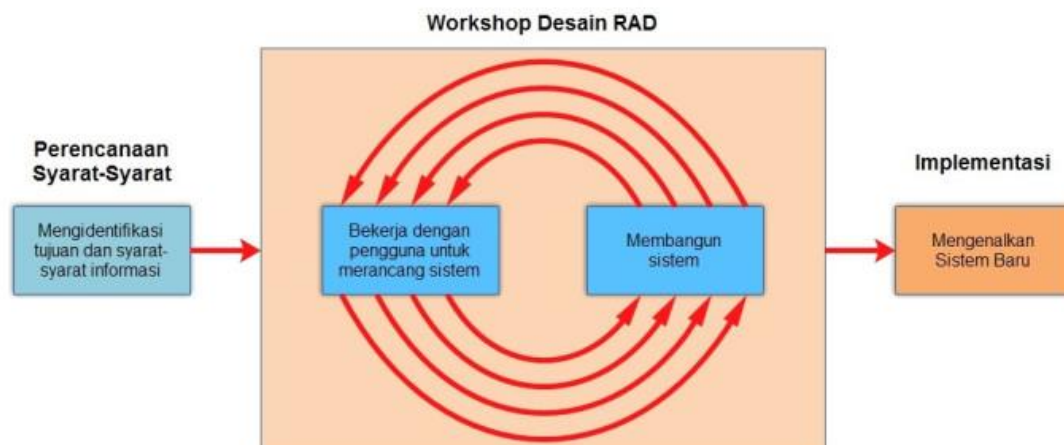 Workshop Desain RAD
Perencanaan
Syarat-Syarat
Mengidentifikasi
tujuan dan syarat-
syarat informasi
Bekerja dengan
pengguna untuk
merancang sistem
Membangun
sistem
Implementasi
Mengenalkan
Sistem Baru